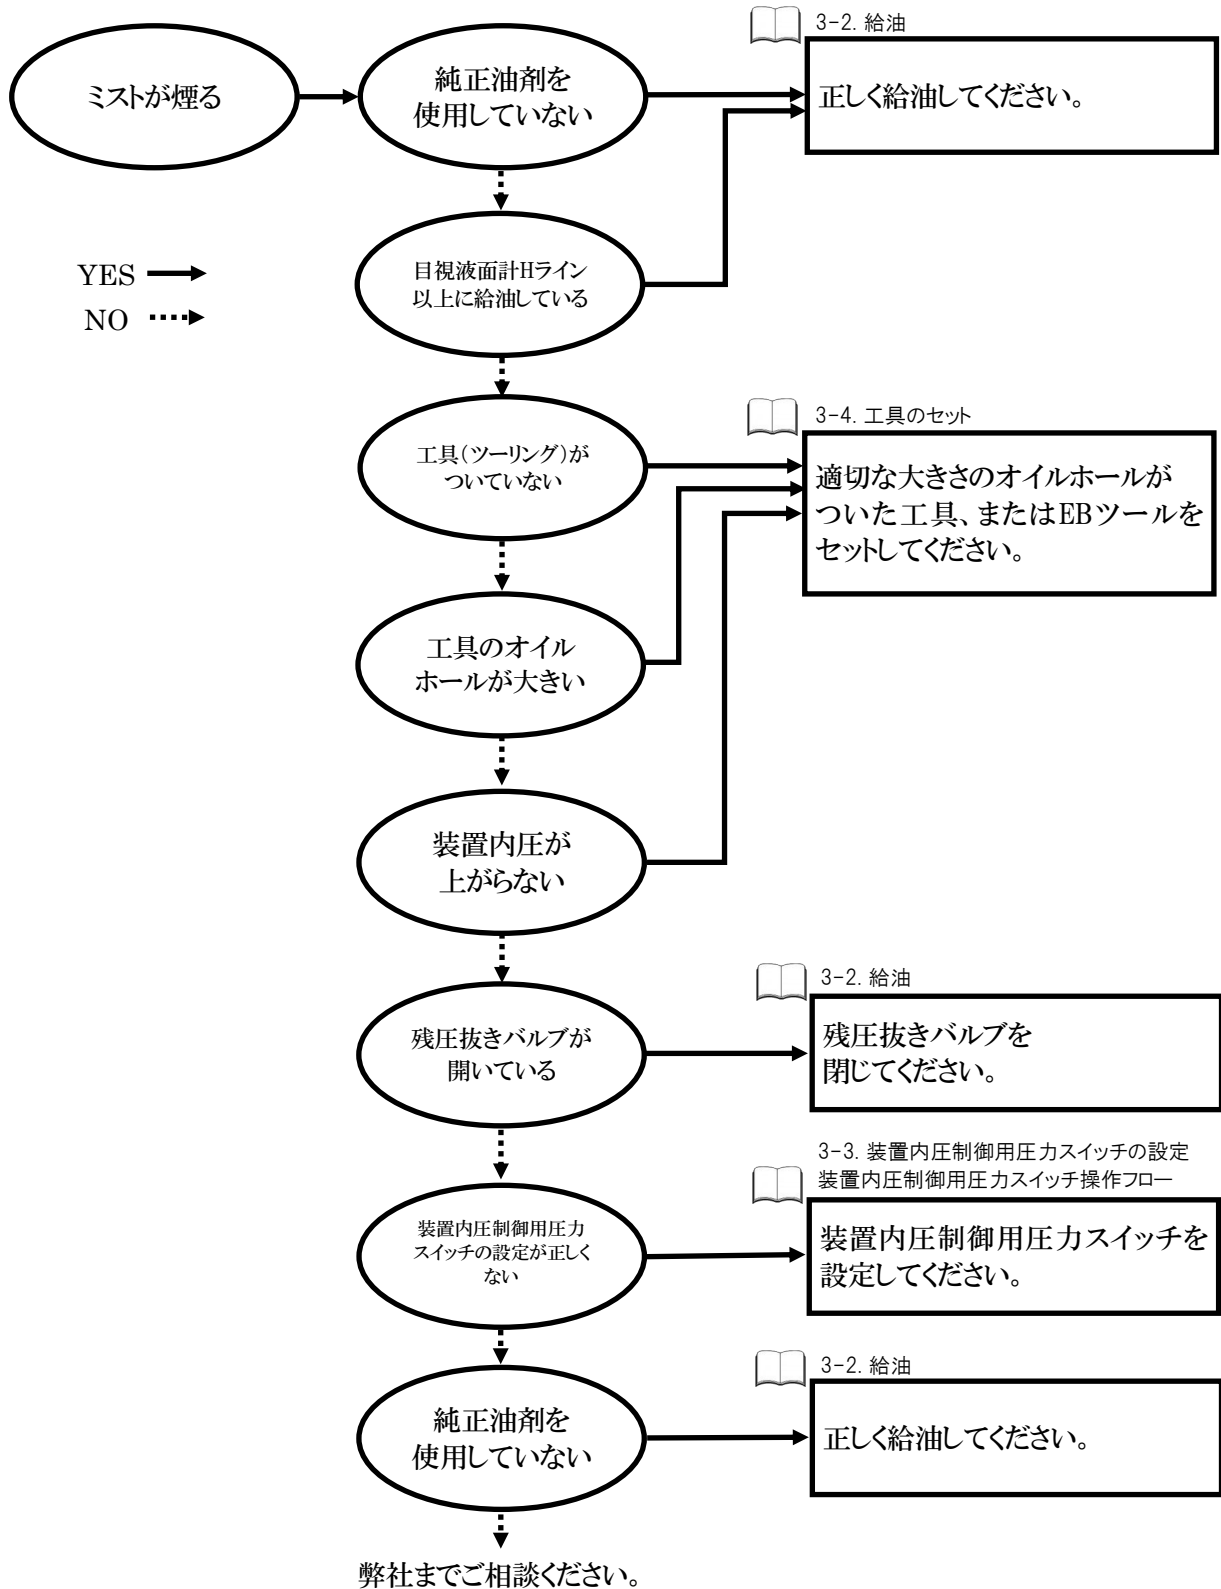 3-2. 給油
ミストが煙る
純正油剤を
使用していない
正しく給油してください。
目視液面計Hライン
以上に給油している
YES
NO
工具(ツーリング)が
ついていない
3-4. 工具のセット
適切な大きさのオイルホールが
ついた工具、またはEBツールを
セットしてください。
工具のオイル
ホールが大きい
装置内圧が
上がらない
残圧抜きバルブが
開いている
3-2. 給油
残圧抜きバルブを
閉じてください。
装置内圧制御用圧力
スイッチの設定が正しく
ない
3-3. 装置内圧制御用圧力スイッチの設定
装置内圧制御用圧力スイッチ操作フロー
装置内圧制御用圧力スイッチを
設定してください。
純正油剤を
使用していない
3-2. 給油
正しく給油してください。
弊社までご相談ください。